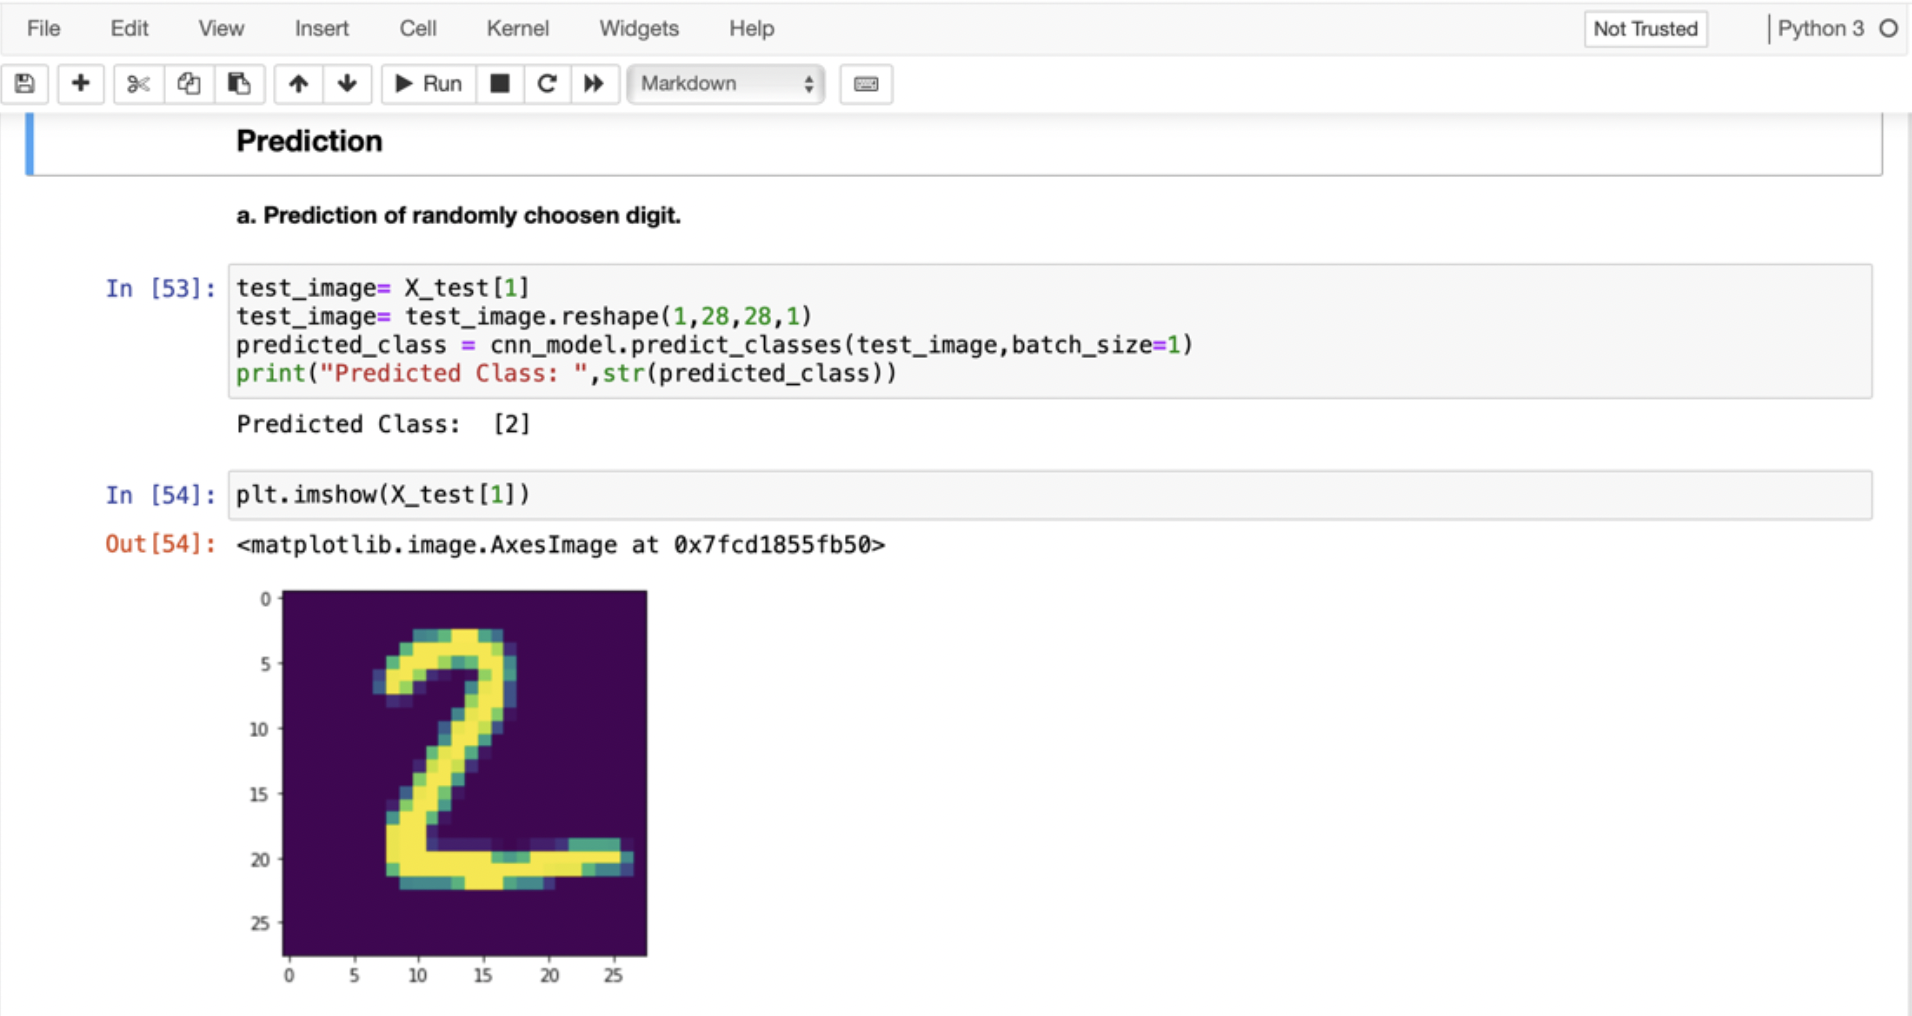 File Edit View Insert Cell Kernel Widgets Help Not Trusted Python 3
Run Markdown
Prediction
a. Prediction of randomly choosen digit.
In [53]: test_image= X_test[1]
test_image= test_image.reshape(1,28,28,1)
predicted_class = cnn_model.predict_classes(test_image,batch_size=1)
print("Predicted Class: ",str(predicted_class))
Predicted Class:  [2]
In [54]: plt.imshow(X_test[1])
Out[54]: <matplotlib.image.AxesImage at 0x7fcd1855fb50>
0
5
10
15
20
25
0 5 10 15 20 25
2